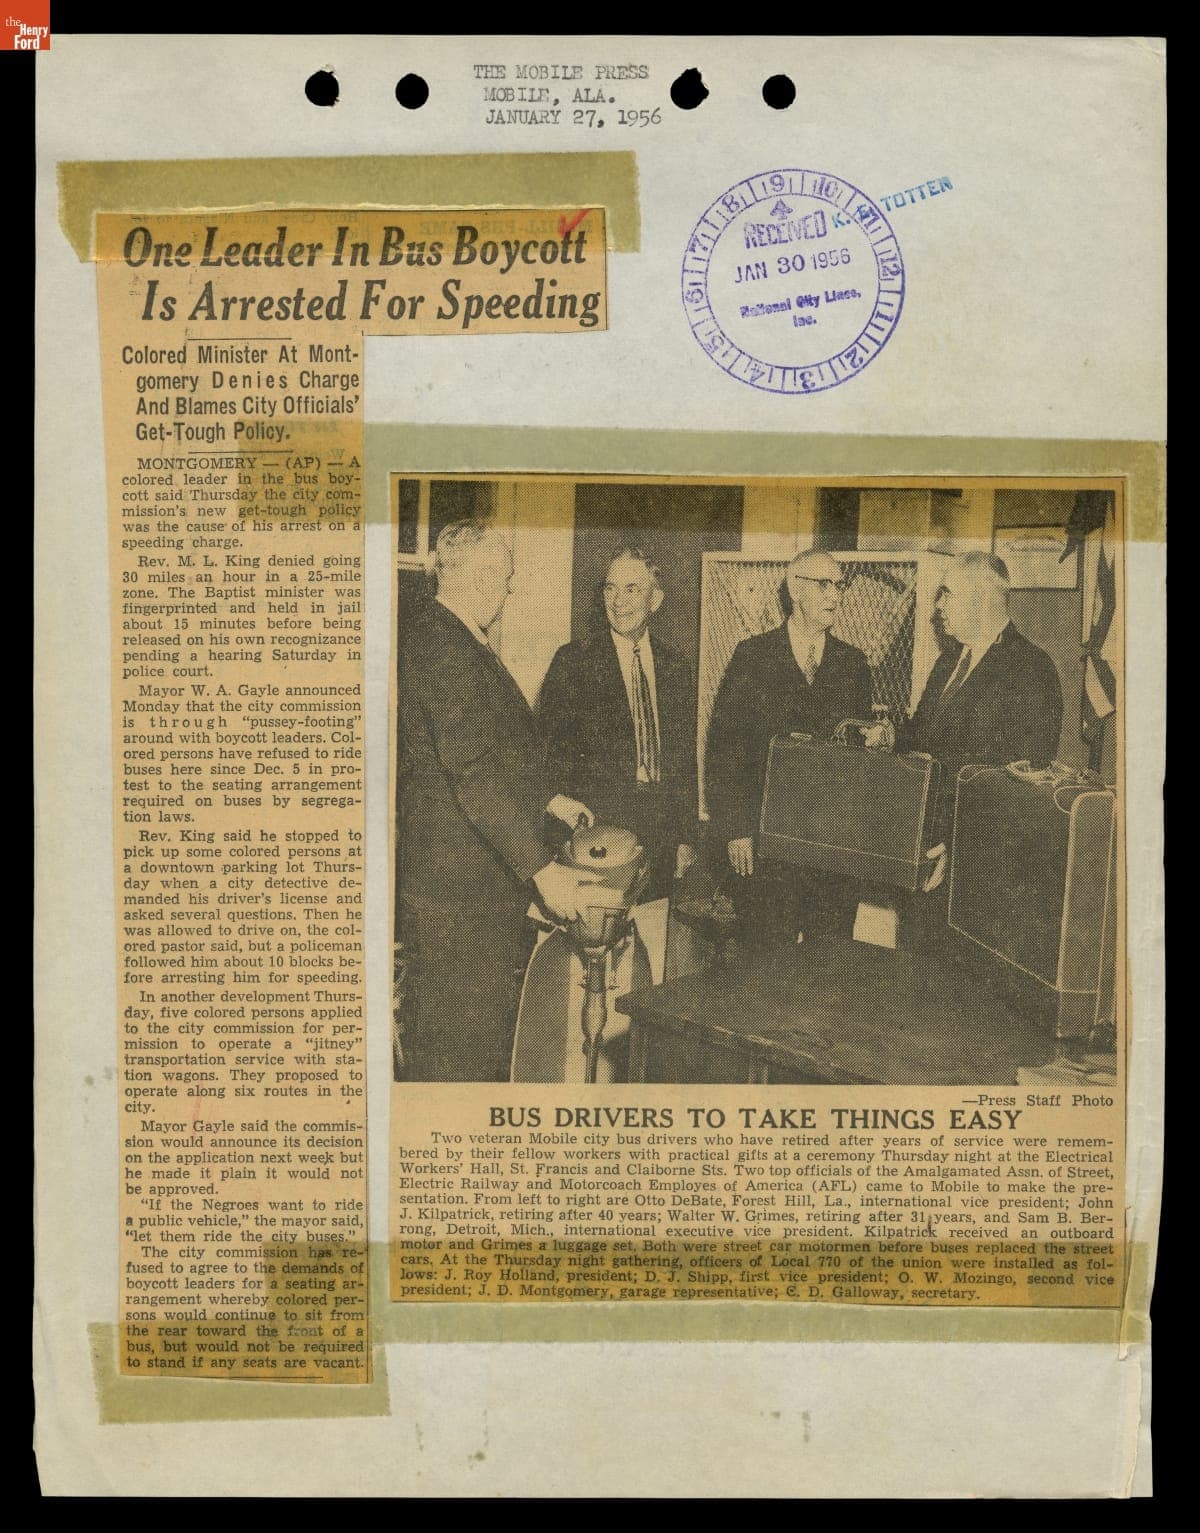 the
Henry
Ford
THE MOBILE PRESS
MOBILE, ALA.
JANUARY 27, 1956
RECEIVED
JAN 30 1956
National City Lines,
Inc.
1 2 3 4 5 6 7 8 9 10 11 12
K. TOTTEN
One Leader In Bus Boycott
Is Arrested For Speeding
Colored Minister At Mont-
gomery Denies Charge
And Blames City Officials'
Get-Tough Policy.
MONTGOMERY — (AP) — A
colored leader in the bus boy-
cott said Thursday the city com-
mission's new get-tough policy
was the cause of his arrest on a
speeding charge.
Rev. M. L. King denied going
30 miles an hour in a 25-mile
zone. The Baptist minister was
fingerprinted and held in jail
about 15 minutes before being
released on his own recognizance
pending a hearing Saturday in
police court.
Mayor W. A. Gayle announced
Monday that the city commission
is through "pussey-footing"
around with boycott leaders. Col-
ored persons have refused to ride
buses here since Dec. 5 in pro-
test to the seating arrangement
required on buses by segrega-
tion laws.
Rev. King said he stopped to
pick up some colored persons at
a downtown parking lot Thurs-
day when a city detective de-
manded his driver's license and
asked several questions. Then he
was allowed to drive on, the col-
ored pastor said, but a policeman
followed him about 10 blocks be-
fore arresting him for speeding.
In another development Thurs-
day, five colored persons applied
to the city commission for per-
mission to operate a "jitney"
transportation service with sta-
tion wagons. They proposed to
operate along six routes in the
city.
Mayor Gayle said the commis-
sion would announce its decision
on the application next week but
he made it plain it would not
be approved.
"If the Negroes want to ride
a public vehicle," the mayor said,
"let them ride the city buses."
The city commission has re-
fused to agree to the demands of
boycott leaders for a seating ar-
rangement whereby colored per-
sons would continue to sit from
the rear toward the front of a
bus, but would not be required
to stand if any seats are vacant.
—Press Staff Photo
BUS DRIVERS TO TAKE THINGS EASY
Two veteran Mobile city bus drivers who have retired after years of service were remem-
bered by their fellow workers with practical gifts at a ceremony Thursday night at the Electrical
Workers' Hall, St. Francis and Claiborne Sts. Two top officials of the Amalgamated Assn. of Street,
Electric Railway and Motorcoach Employes of America (AFL) came to Mobile to make the pre-
sentation. From left to right are Otto DeBate, Forest Hill, La., international vice president; John
J. Kilpatrick, retiring after 40 years; Walter W. Grimes, retiring after 31 years, and Sam B. Ber-
rong, Detroit, Mich., international executive vice president. Kilpatrick received an outboard
motor and Grimes a luggage set. Both were street car motormen before buses replaced the street
cars. At the Thursday night gathering, officers of Local 770 of the union were installed as fol-
lows: J. Roy Holland, president; D. J. Shipp, first vice president; O. W. Mozingo, second vice
president; J. D. Montgomery, garage representative; C. D. Galloway, secretary.